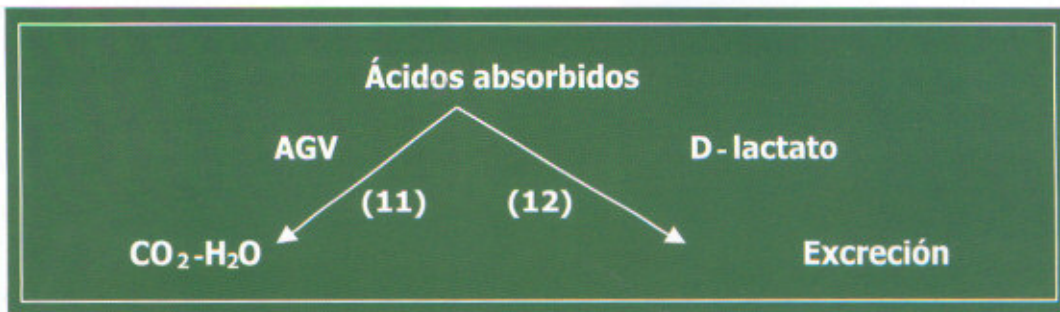 Ácidos absorbidos
AGV D-lactato
(11) (12)
CO₂-H₂O Excreción